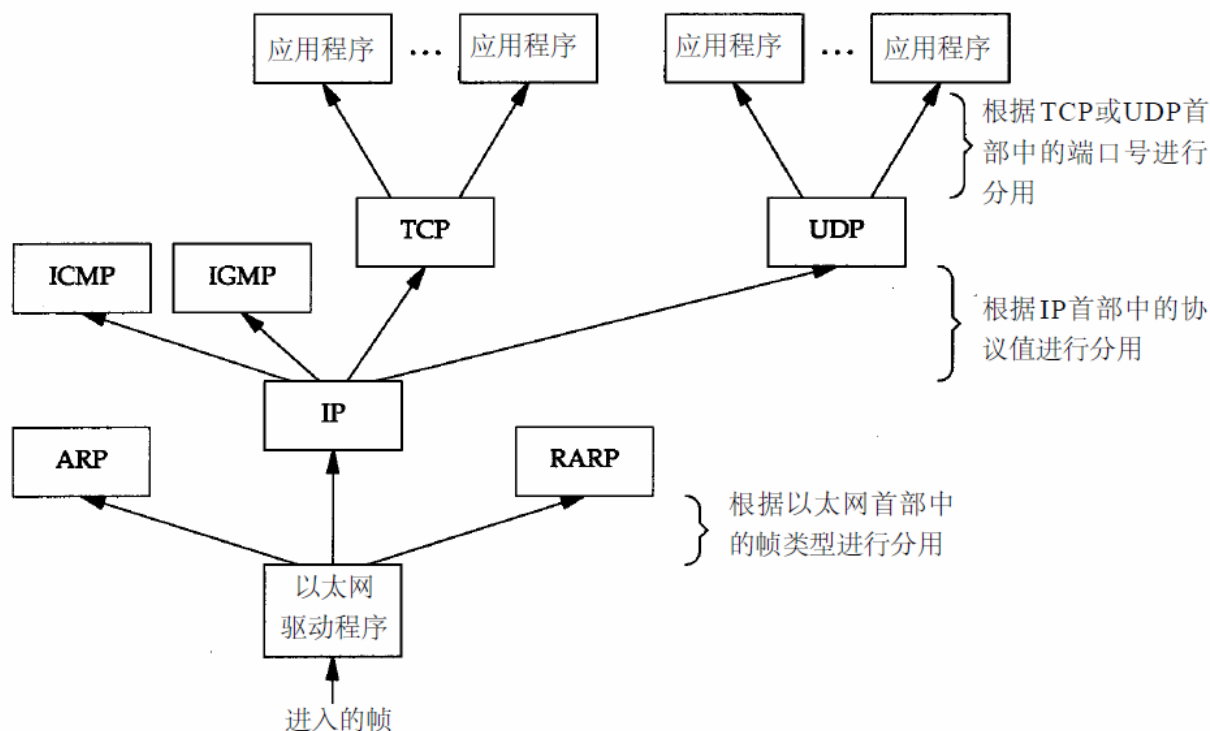 应用程序 … 应用程序 应用程序 … 应用程序
根据TCP或UDP首
部中的端口号进行
分用
TCP UDP
ICMP IGMP
根据IP首部中的协
议值进行分用
IP
ARP RARP
根据以太网首部中
的帧类型进行分用
以太网
驱动程序
进入的帧